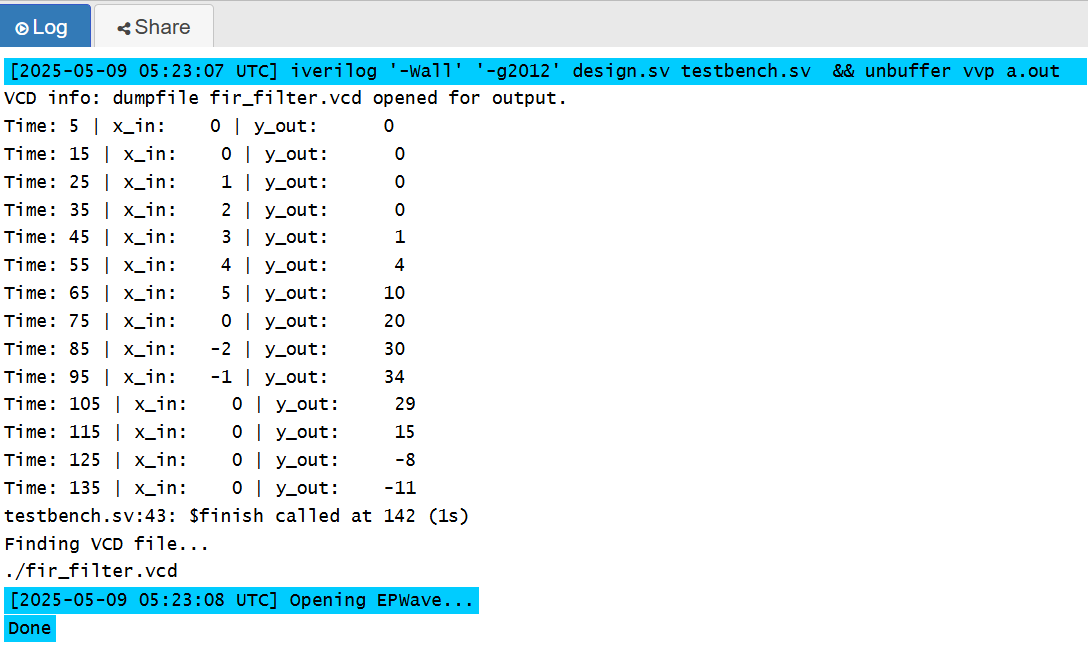 Log Share
[2025-05-09 05:23:07 UTC] iverilog '-Wall' '-g2012' design.sv testbench.sv  && unbuffer vvp a.out
VCD info: dumpfile fir_filter.vcd opened for output.
Time: 5 | x_in:    0 | y_out:      0
Time: 15 | x_in:    0 | y_out:      0
Time: 25 | x_in:    1 | y_out:      0
Time: 35 | x_in:    2 | y_out:      0
Time: 45 | x_in:    3 | y_out:      1
Time: 55 | x_in:    4 | y_out:      4
Time: 65 | x_in:    5 | y_out:     10
Time: 75 | x_in:    0 | y_out:     20
Time: 85 | x_in:   -2 | y_out:     30
Time: 95 | x_in:   -1 | y_out:     34
Time: 105 | x_in:    0 | y_out:     29
Time: 115 | x_in:    0 | y_out:     15
Time: 125 | x_in:    0 | y_out:     -8
Time: 135 | x_in:    0 | y_out:    -11
testbench.sv:43: $finish called at 142 (1s)
Finding VCD file...
./fir_filter.vcd
[2025-05-09 05:23:08 UTC] Opening EPWave...
Done